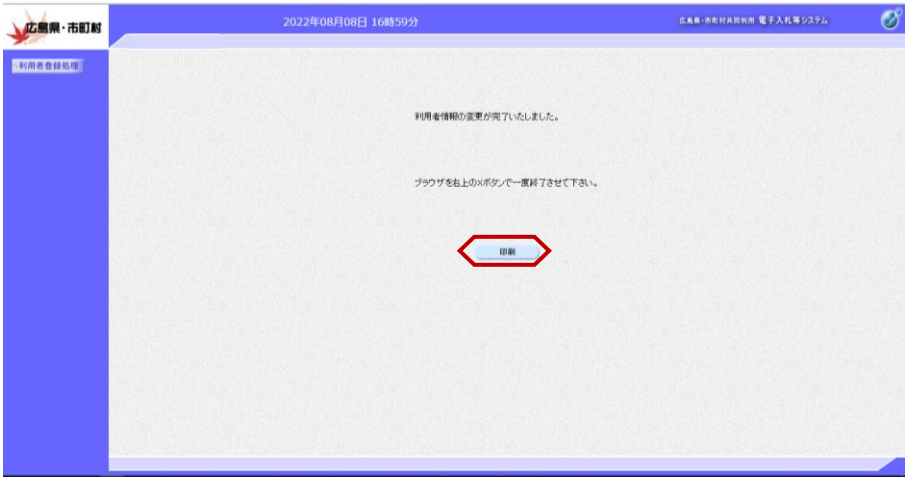 広島県・市町村
2022年08月08日 16時59分
広島県・市町村共同利用 電子入札等システム
利用者登録処理
利用者情報の変更が完了いたしました。
ブラウザを右上の×ボタンで一度終了させて下さい。
印刷